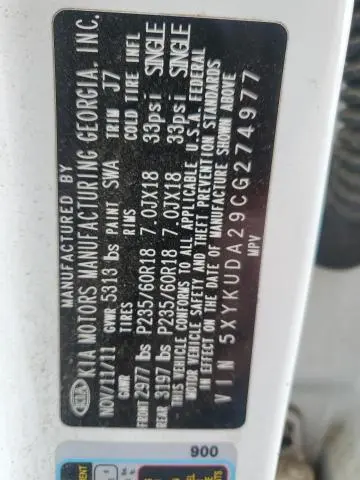 MANUFACTURED BY
KIA MOTORS MANUFACTURING GEORGIA, INC.
NOV/11/11 GVWR 5313 lbs PAINT SWA TRIM J7
GAWR TIRES RIMS COLD TIRE INFL
FRONT 2977 lbs P235/60R18 7.0JX18 33psi SINGLE
REAR 3197 lbs P235/60R18 7.0JX18 33psi SINGLE
THIS VEHICLE CONFORMS TO ALL APPLICABLE U.S.A FEDERAL
MOTOR VEHICLE SAFETY AND THEFT PREVENTION STANDARDS
IN EFFECT ON THE DATE OF MANUFACTURE SHOWN ABOVE
VIN 5XYKUDA29CG274977
MPV
KIA
900